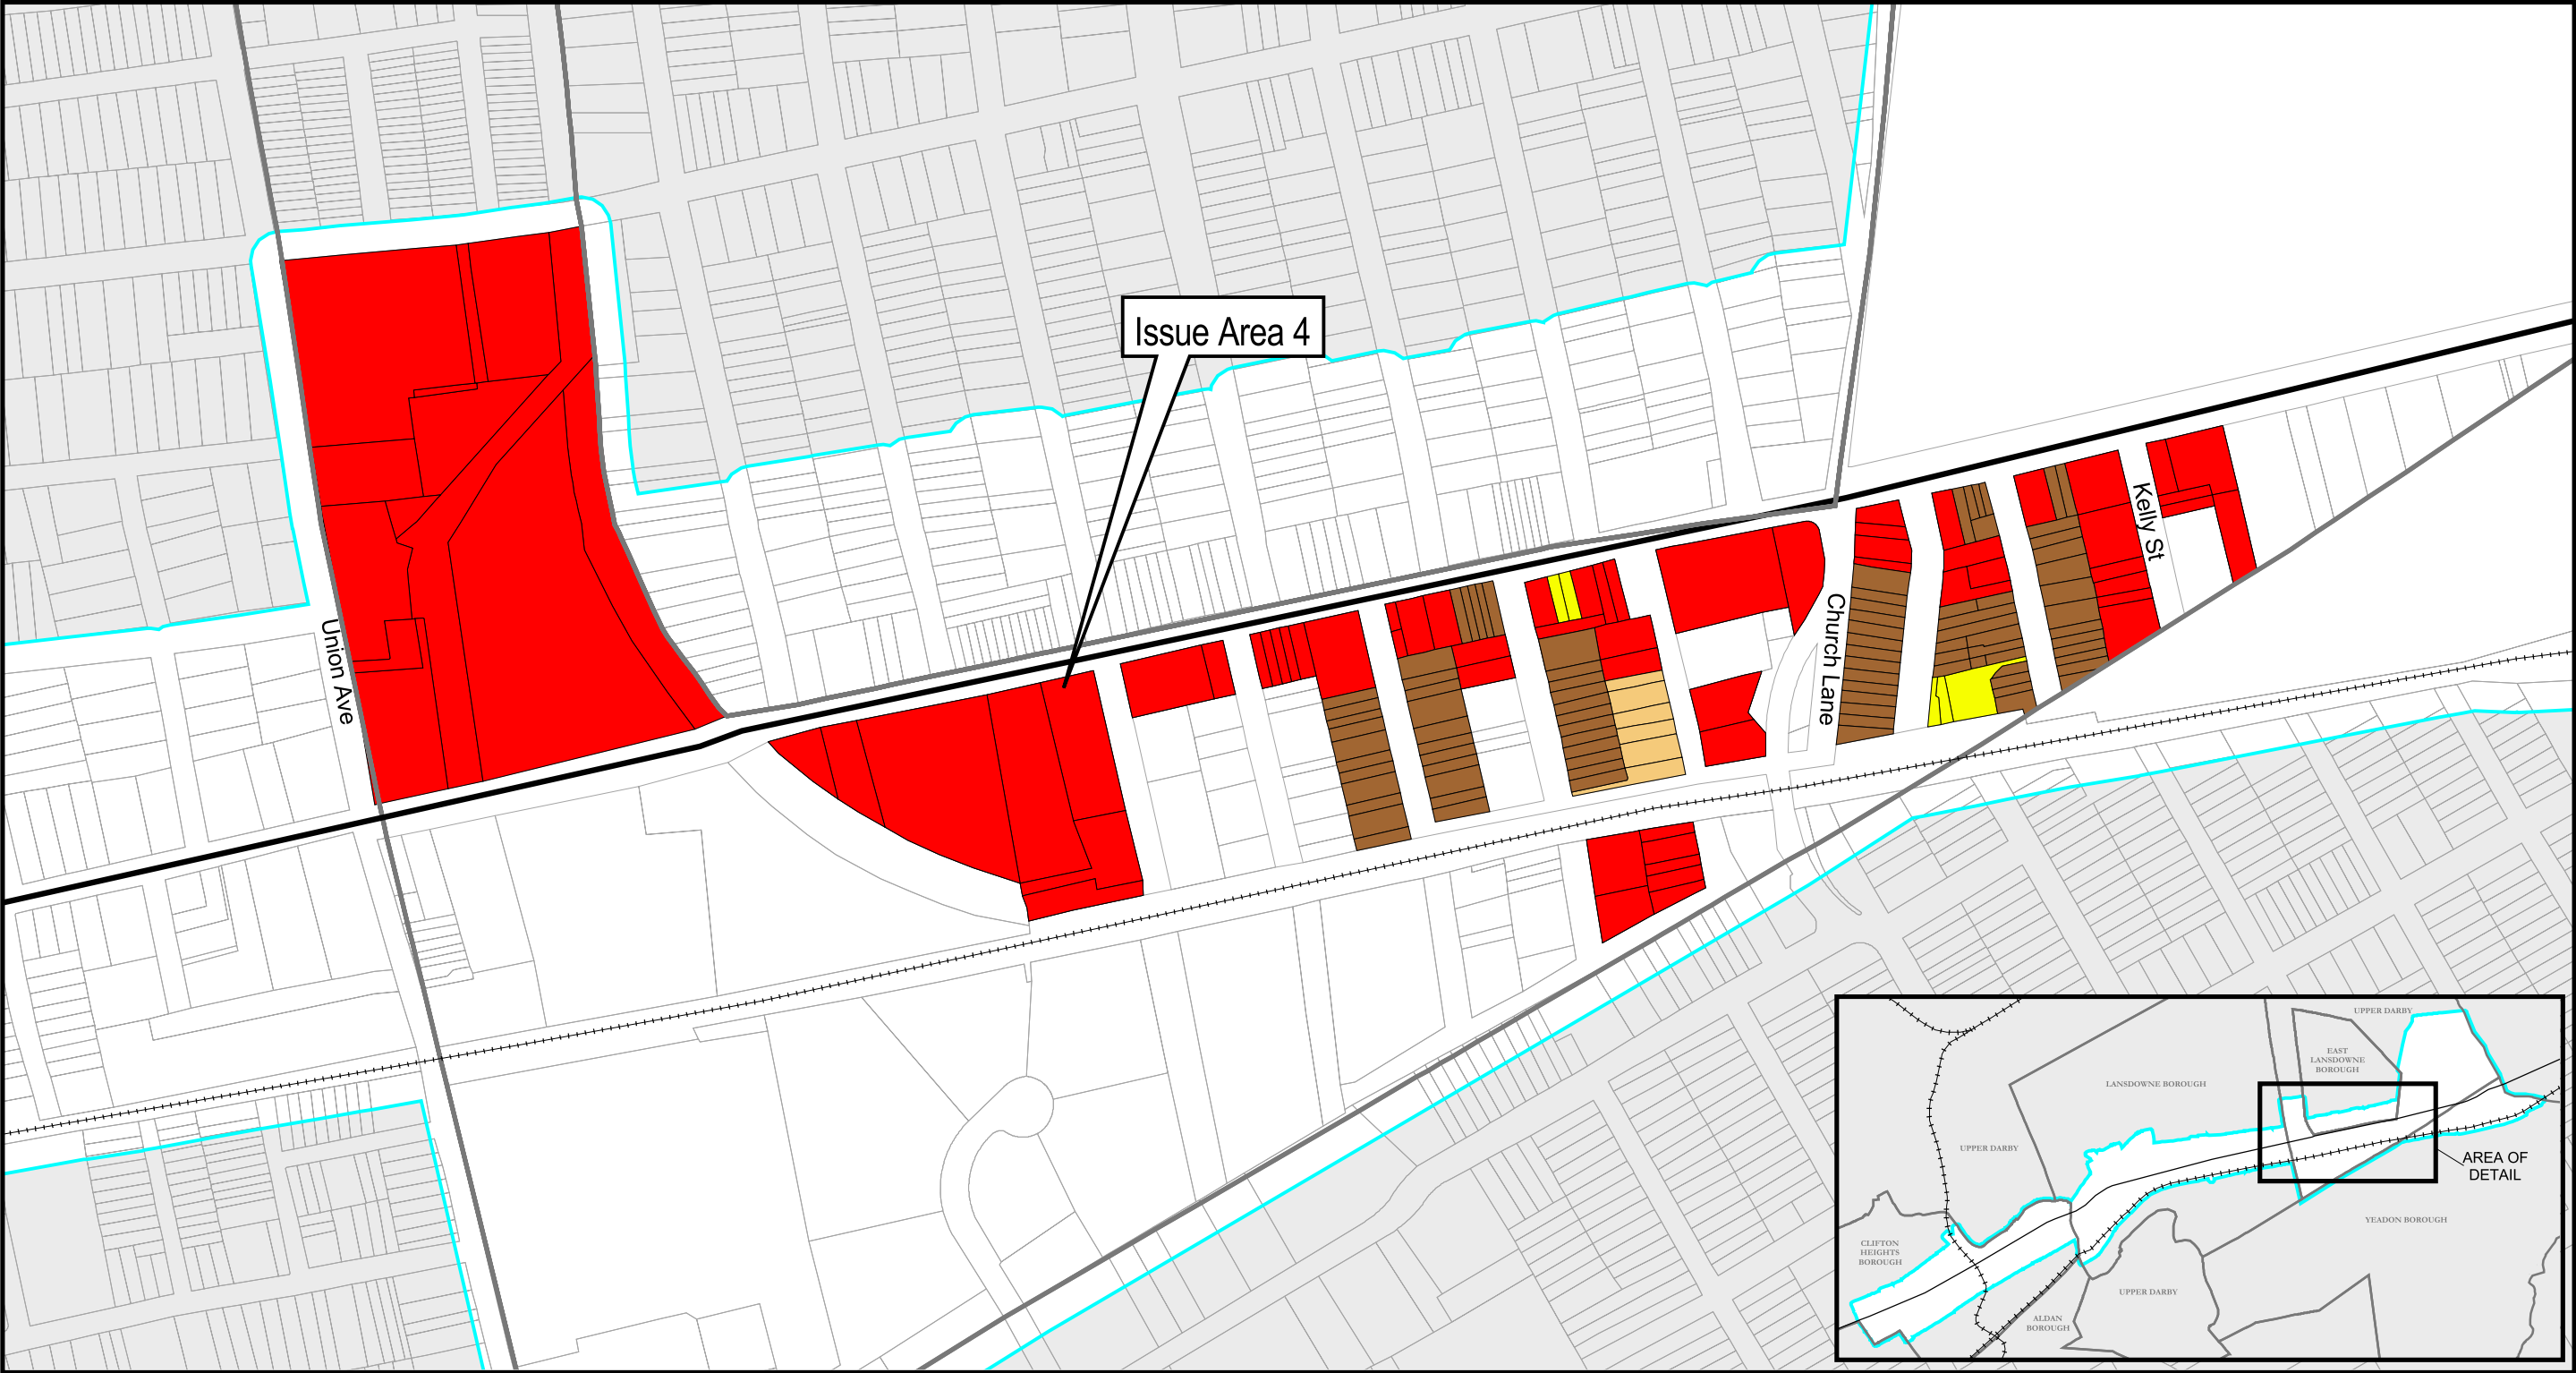 Issue Area 4
Kelly St
Church Lane
Union Ave
UPPER DARBY
EAST
LANSDOWNE
BOROUGH
LANSDOWNE BOROUGH
UPPER DARBY
AREA OF
DETAIL
YEADON BOROUGH
CLIFTON
HEIGHTS
BOROUGH
UPPER DARBY
ALDAN
BOROUGH